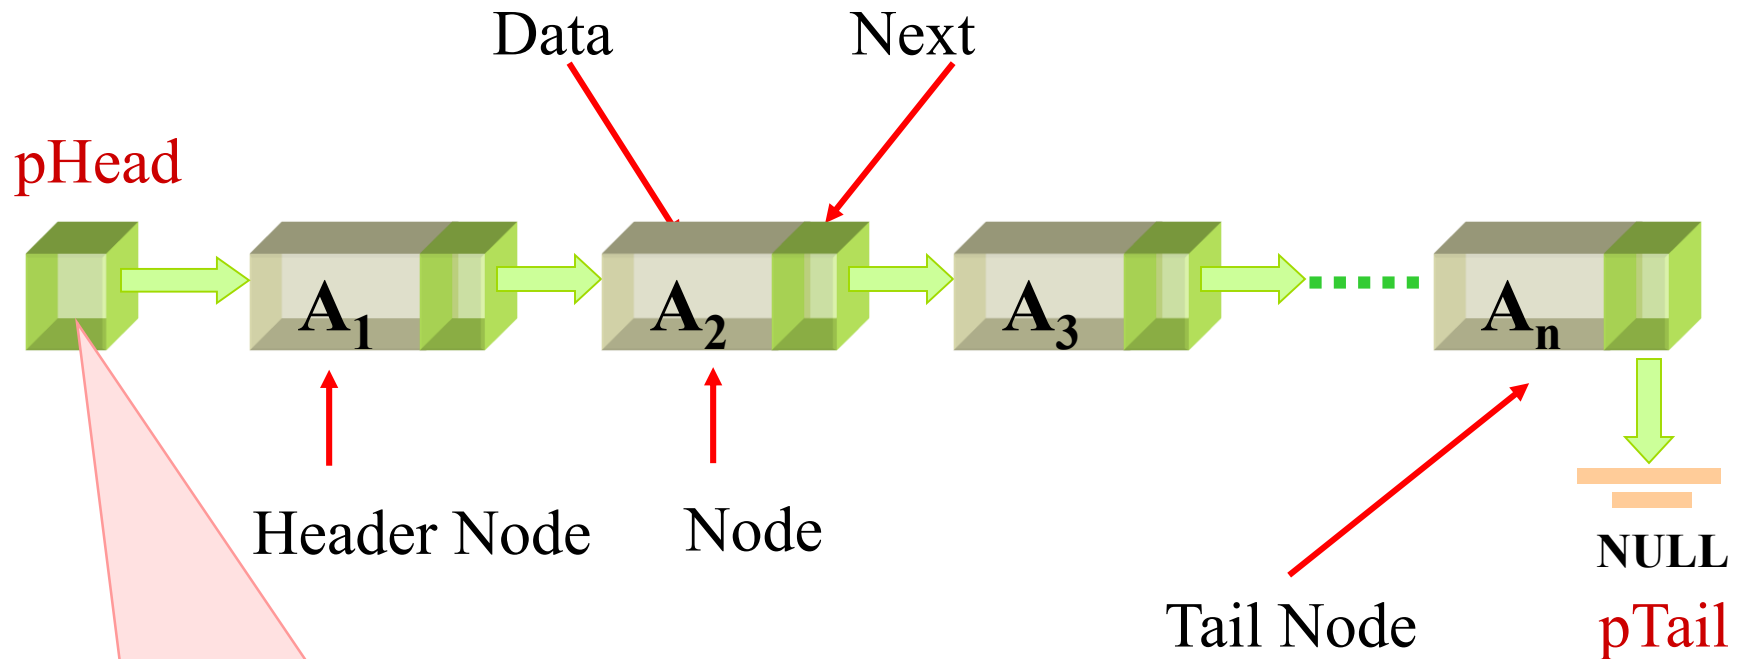 Data
Next
pHead
A1
A2
A3
An
Header Node
Node
NULL
Tail Node
pTail